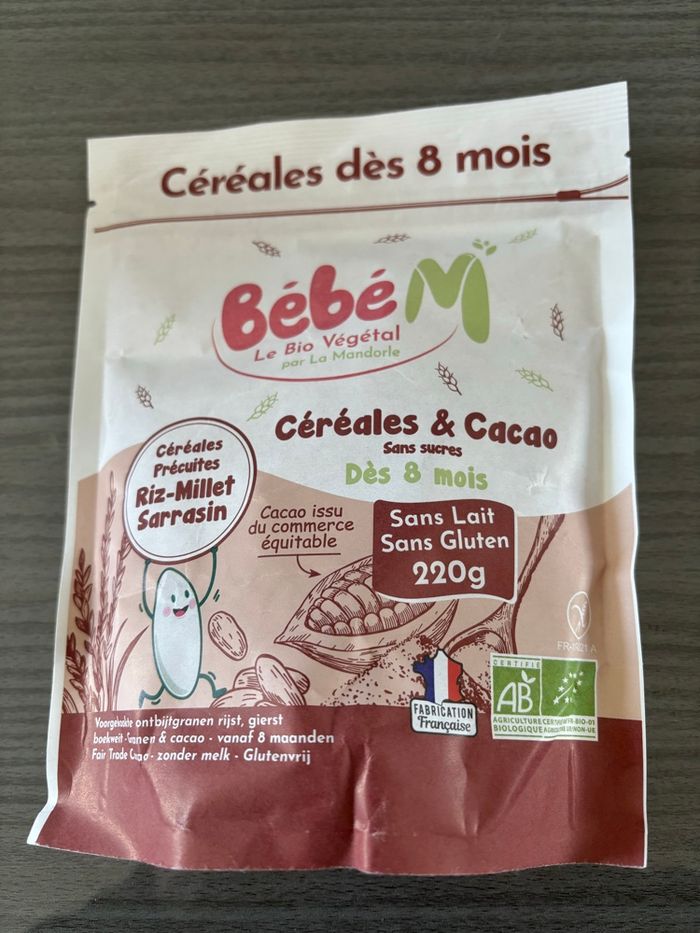 Céréales dès 8 mois
Bébé M
Le Bio Végétal
par La Mandorle
Céréales & Cacao
Sans sucres
Dès 8 mois
Céréales
Précuites
Riz-Millet
Sarrasin
Cacao issu
du commerce
équitable
Sans Lait
Sans Gluten
220g
FABRICATION
Française
CERTIFIÉ
AB
AGRICULTURE
BIOLOGIQUE
ontbijtgranen rijst, gierst
boekweit & cacao - vanaf 8 maanden
Fair Trade - zonder melk - Glutenvrij